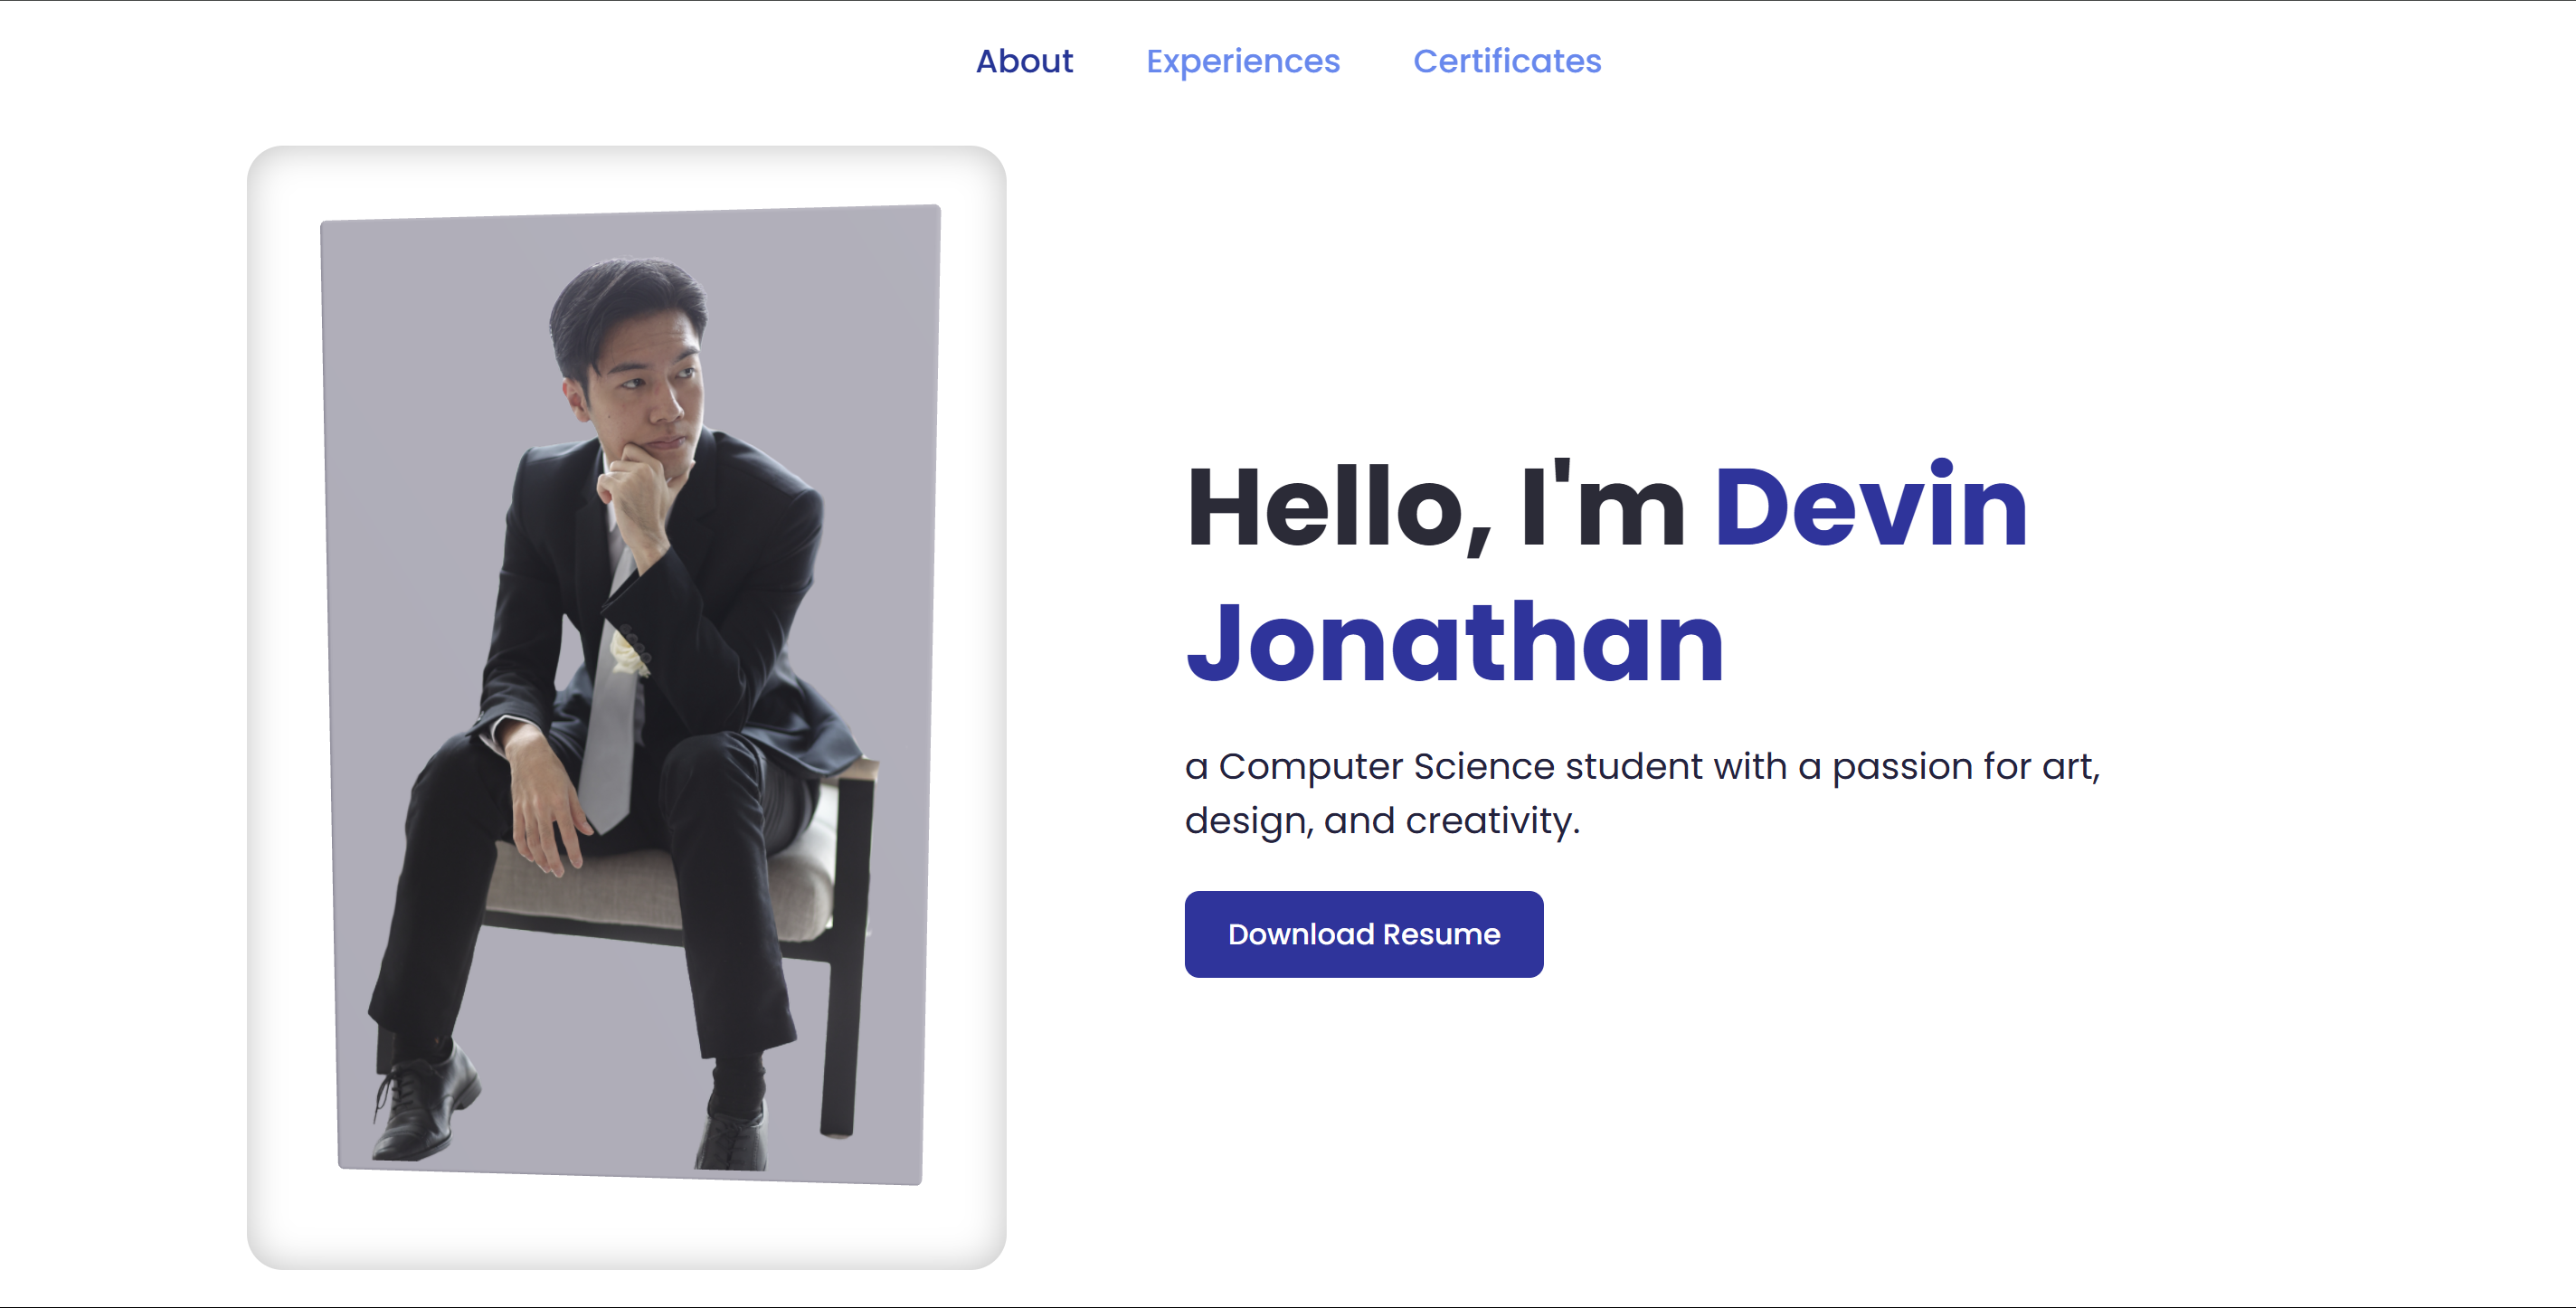 About Experiences Certificates
Hello, I'm Devin
Jonathan
a Computer Science student with a passion for art,
design, and creativity.
Download Resume